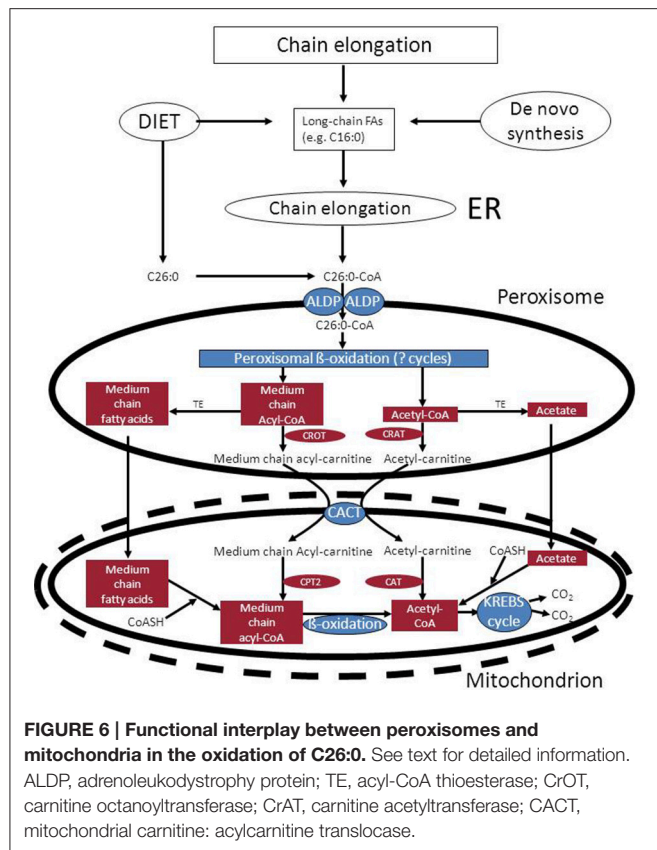 Chain elongation
DIET
Long-chain FAs
(e.g. C16:0)
De novo
synthesis
Chain elongation
ER
C26:0
C26:0-CoA
ALDP
ALDP
Peroxisome
C26:0-CoA
Peroxisomal ß-oxidation (? cycles)
Medium
chain
fatty acids
TE
Medium
chain
Acyl-CoA
Acetyl-CoA
TE
Acetate
CROT
CRAT
Medium chain acyl-carnitine
Acetyl-carnitine
CACT
Medium chain Acyl-carnitine
Acetyl-carnitine
CoASH
Acetate
Medium
chain
fatty acids
CPT2
CAT
CoASH
Medium
chain
acyl-CoA
ß-oxidation
Acetyl-
CoA
KREBS
cycle
CO2
CO2
Mitochondrion
FIGURE 6 | Functional interplay between peroxisomes and
mitochondria in the oxidation of C26:0. See text for detailed information.
ALDP, adrenoleukodystrophy protein; TE, acyl-CoA thioesterase; CrOT,
carnitine octanoyltransferase; CrAT, carnitine acetyltransferase; CACT,
mitochondrial carnitine: acylcarnitine translocase.